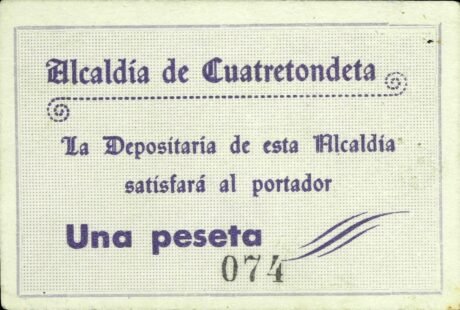 Alcaldía de Cuatretondeta
La Depositaria de esta Alcaldía
satisfará al portador
Una peseta
074